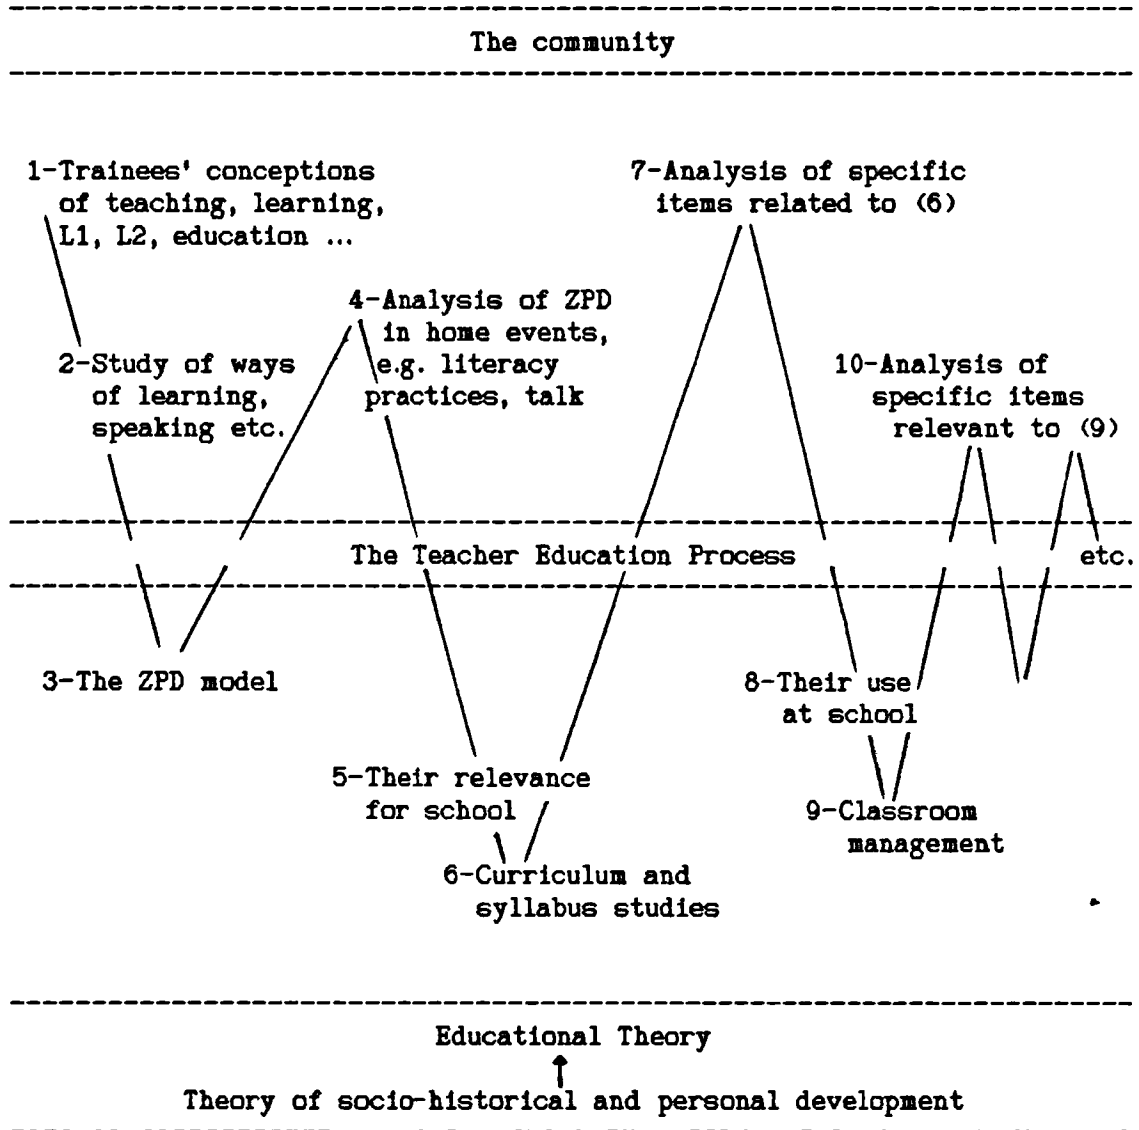 The community
1-Trainees' conceptions
of teaching, learning,
L1, L2, education ...
2-Study of ways
of learning,
speaking etc.
3-The ZPD model
4-Analysis of ZPD
in home events,
e.g. literacy
practices, talk
5-Their relevance
for school
6-Curriculum and
syllabus studies
7-Analysis of specific
items related to (6)
8-Their use
at school
9-Classroom
management
10-Analysis of
specific items
relevant to (9)
etc.
The Teacher Education Process
Educational Theory
Theory of socio-historical and personal development